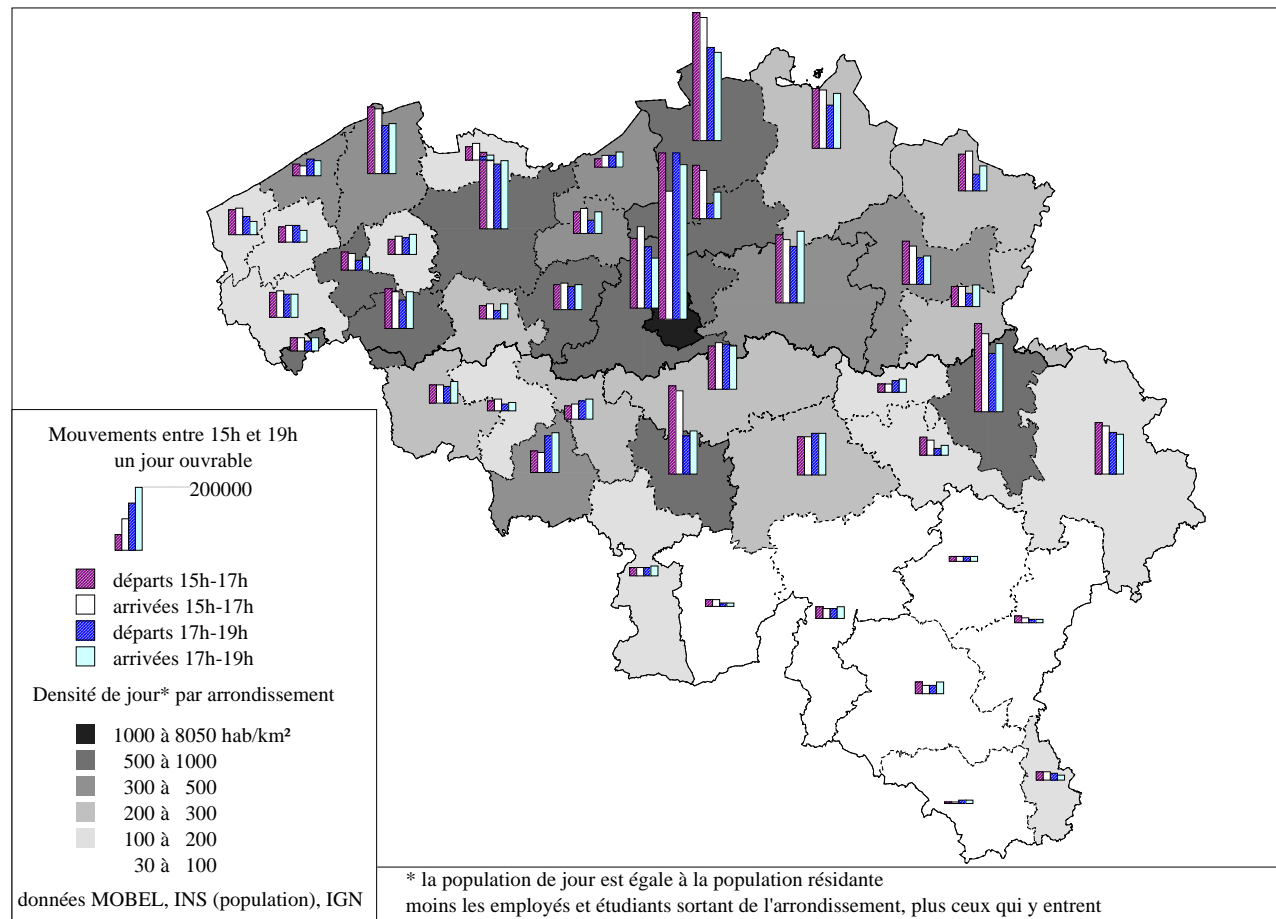 Mouvements entre 15h et 19h
un jour ouvrable
200000
départs 15h-17h
arrivées 15h-17h
départs 17h-19h
arrivées 17h-19h
Densité de jour* par arrondissement
1000 à 8050 hab/km²
500 à 1000
300 à 500
200 à 300
100 à 200
30 à 100
données MOBEL, INS (population), IGN
* la population de jour est égale à la population résidante
moins les employés et étudiants sortant de l'arrondissement, plus ceux qui y entrent